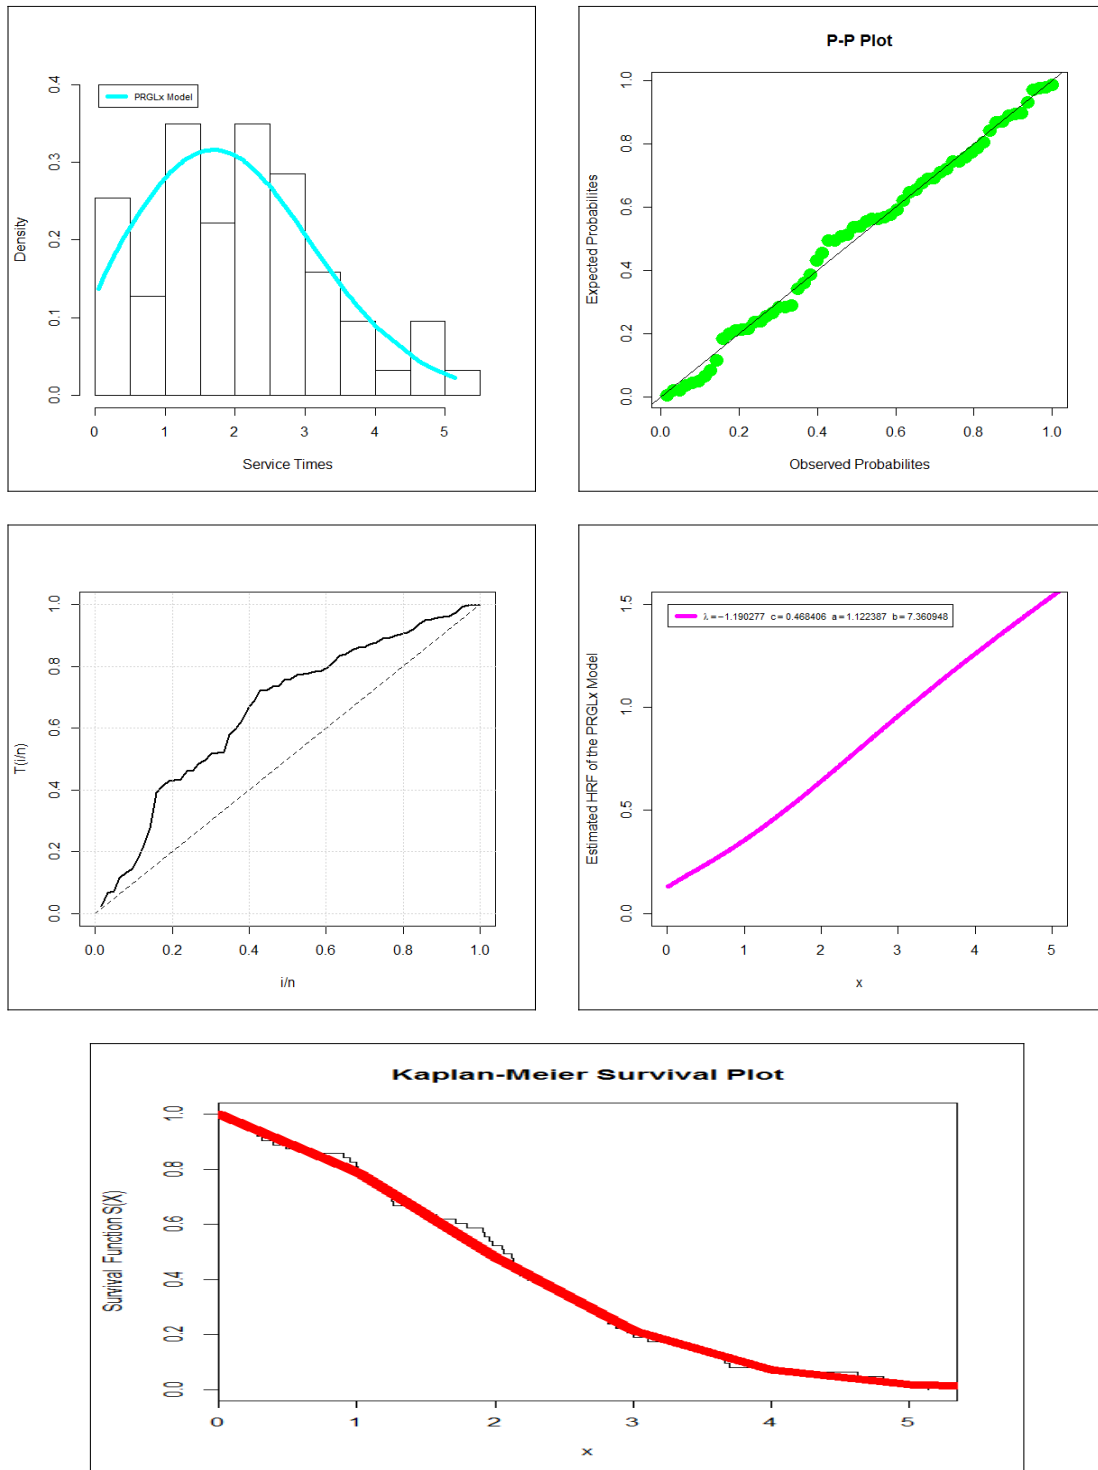 PRGLx Model
Density
0.0 0.1 0.2 0.3 0.4
0 1 2 3 4 5
Service Times
P-P Plot
Expected Probabilites
0.0 0.2 0.4 0.6 0.8 1.0
0.0 0.2 0.4 0.6 0.8 1.0
Observed Probabilites
T(i/n)
0.0 0.2 0.4 0.6 0.8 1.0
0.0 0.2 0.4 0.6 0.8 1.0
i/n
λ=−1.190277 c=0.468406 a=1.122387 b=7.360948
Estimated HRF of the PRGLx Model
0.0 0.5 1.0 1.5
0 1 2 3 4 5
x
Kaplan-Meier Survival Plot
Survival Function S(X)
0.0 0.2 0.4 0.6 0.8 1.0
0 1 2 3 4 5
x